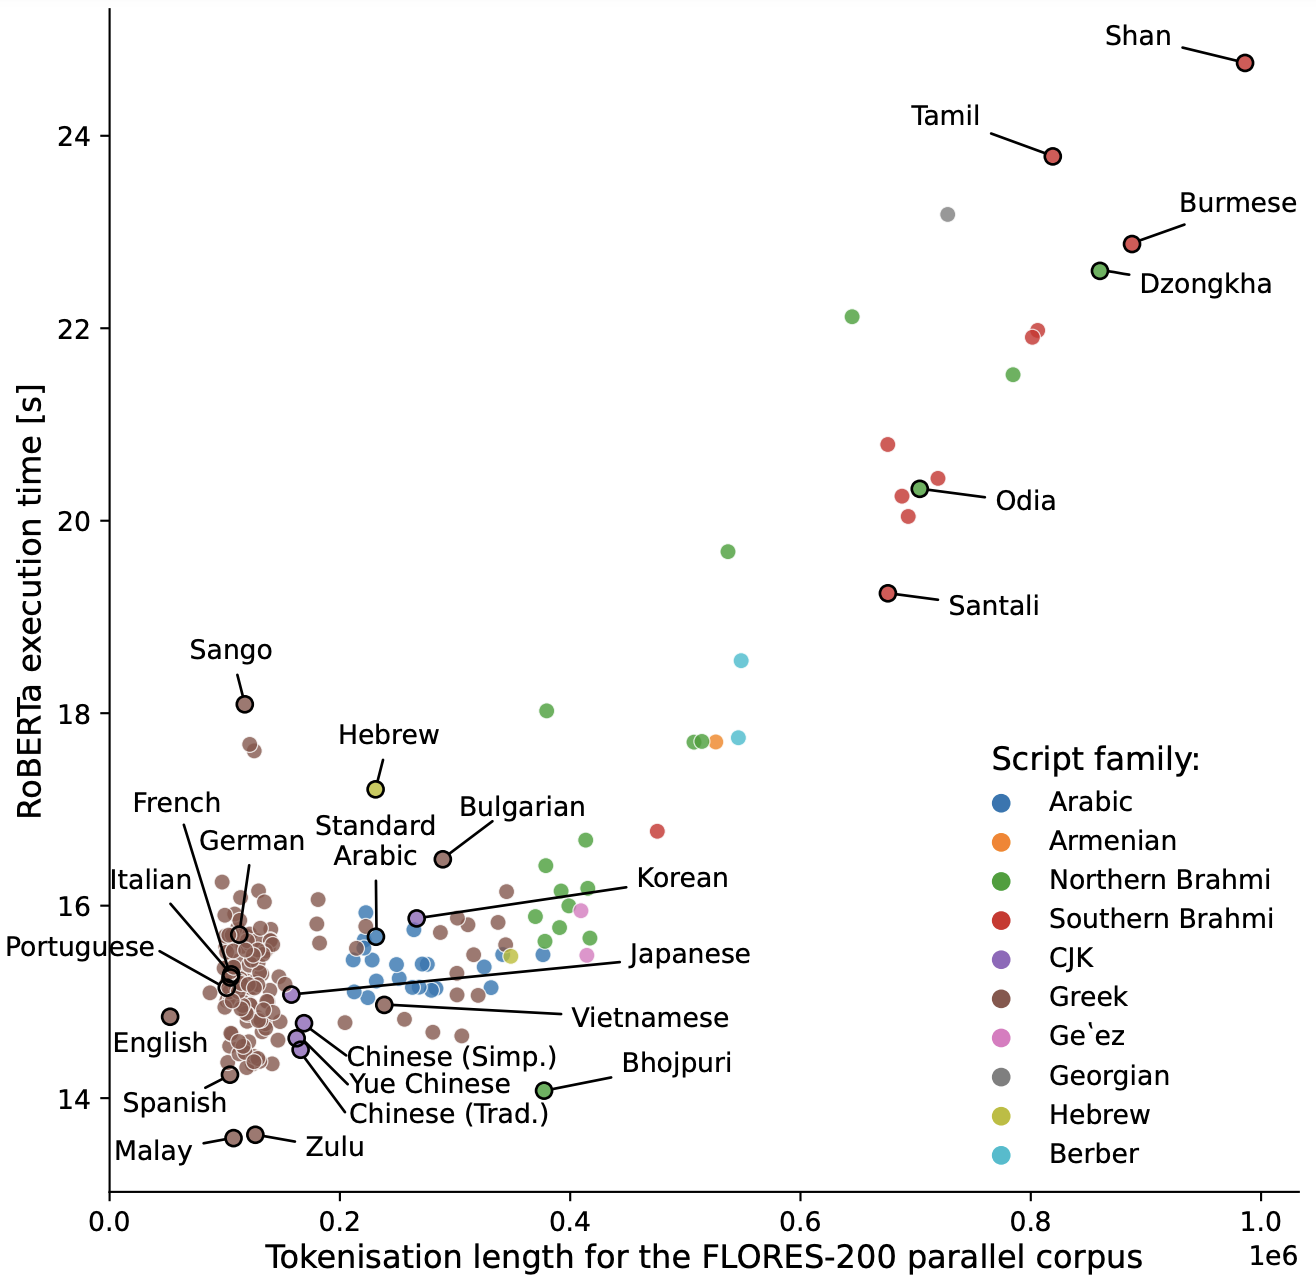 Shan
Tamil
Burmese
Dzongkha
Odia
Santali
Sango
Hebrew
French
Standard
Arabic
Bulgarian
German
Italian
Korean
Portuguese
Japanese
Vietnamese
English
Chinese (Simp.)
Yue Chinese
Chinese (Trad.)
Bhojpuri
Spanish
Malay
Zulu
Script family:
Arabic
Armenian
Northern Brahmi
Southern Brahmi
CJK
Greek
Geʽez
Georgian
Hebrew
Berber
24
22
20
18
16
14
RoBERTa execution time [s]
0.0 0.2 0.4 0.6 0.8 1.0
1e6
Tokenisation length for the FLORES-200 parallel corpus